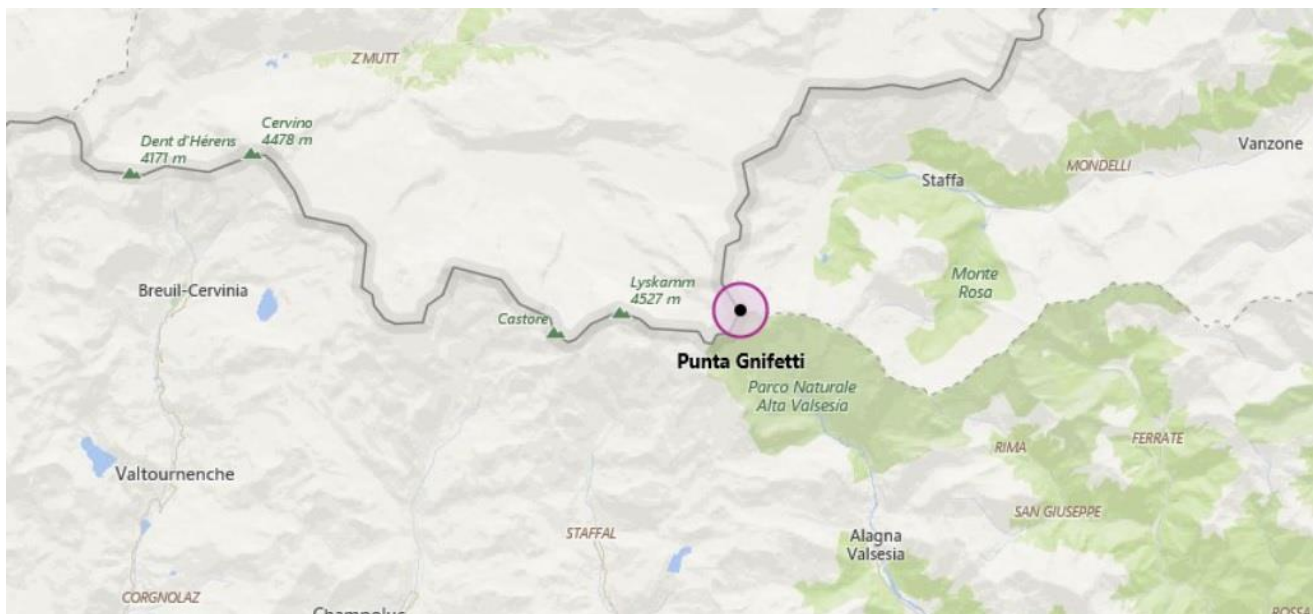 Z'MUTT
Cervino
4478 m
Dent d'Hérens
4171 m
Vanzone
MONDELLI
Staffa
Breuil-Cervinia
Lyskamm
4527 m
Monte
Rosa
Castore
Punta Gnifetti
Parco Naturale
Alta Valsesia
RIMA
FERRATE
Valtournenche
SAN GIUSEPPE
STAFFAL
Alagna
Valsesia
CORGNOLAZ